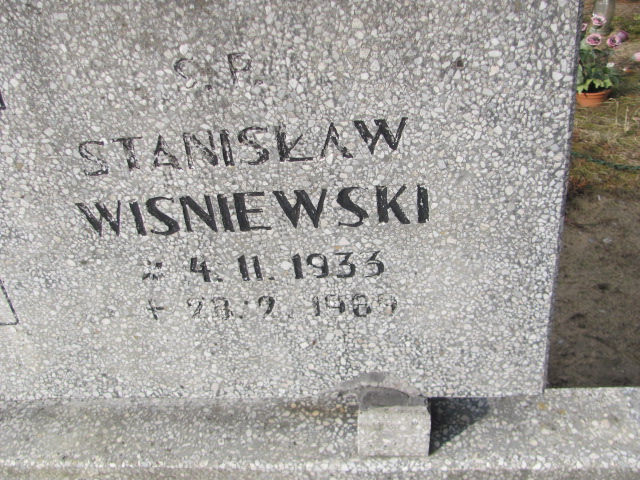 S. P.
STANISŁAW
WISNIEWSKI
* 4. 11. 1933
+